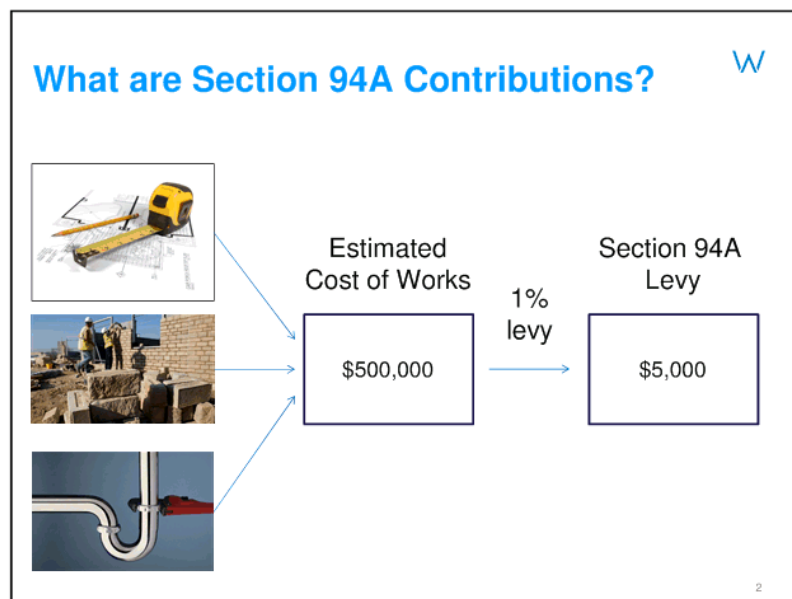 What are Section 94A Contributions?
W
Estimated
Cost of Works
1%
levy
Section 94A
Levy
$500,000
$5,000
2